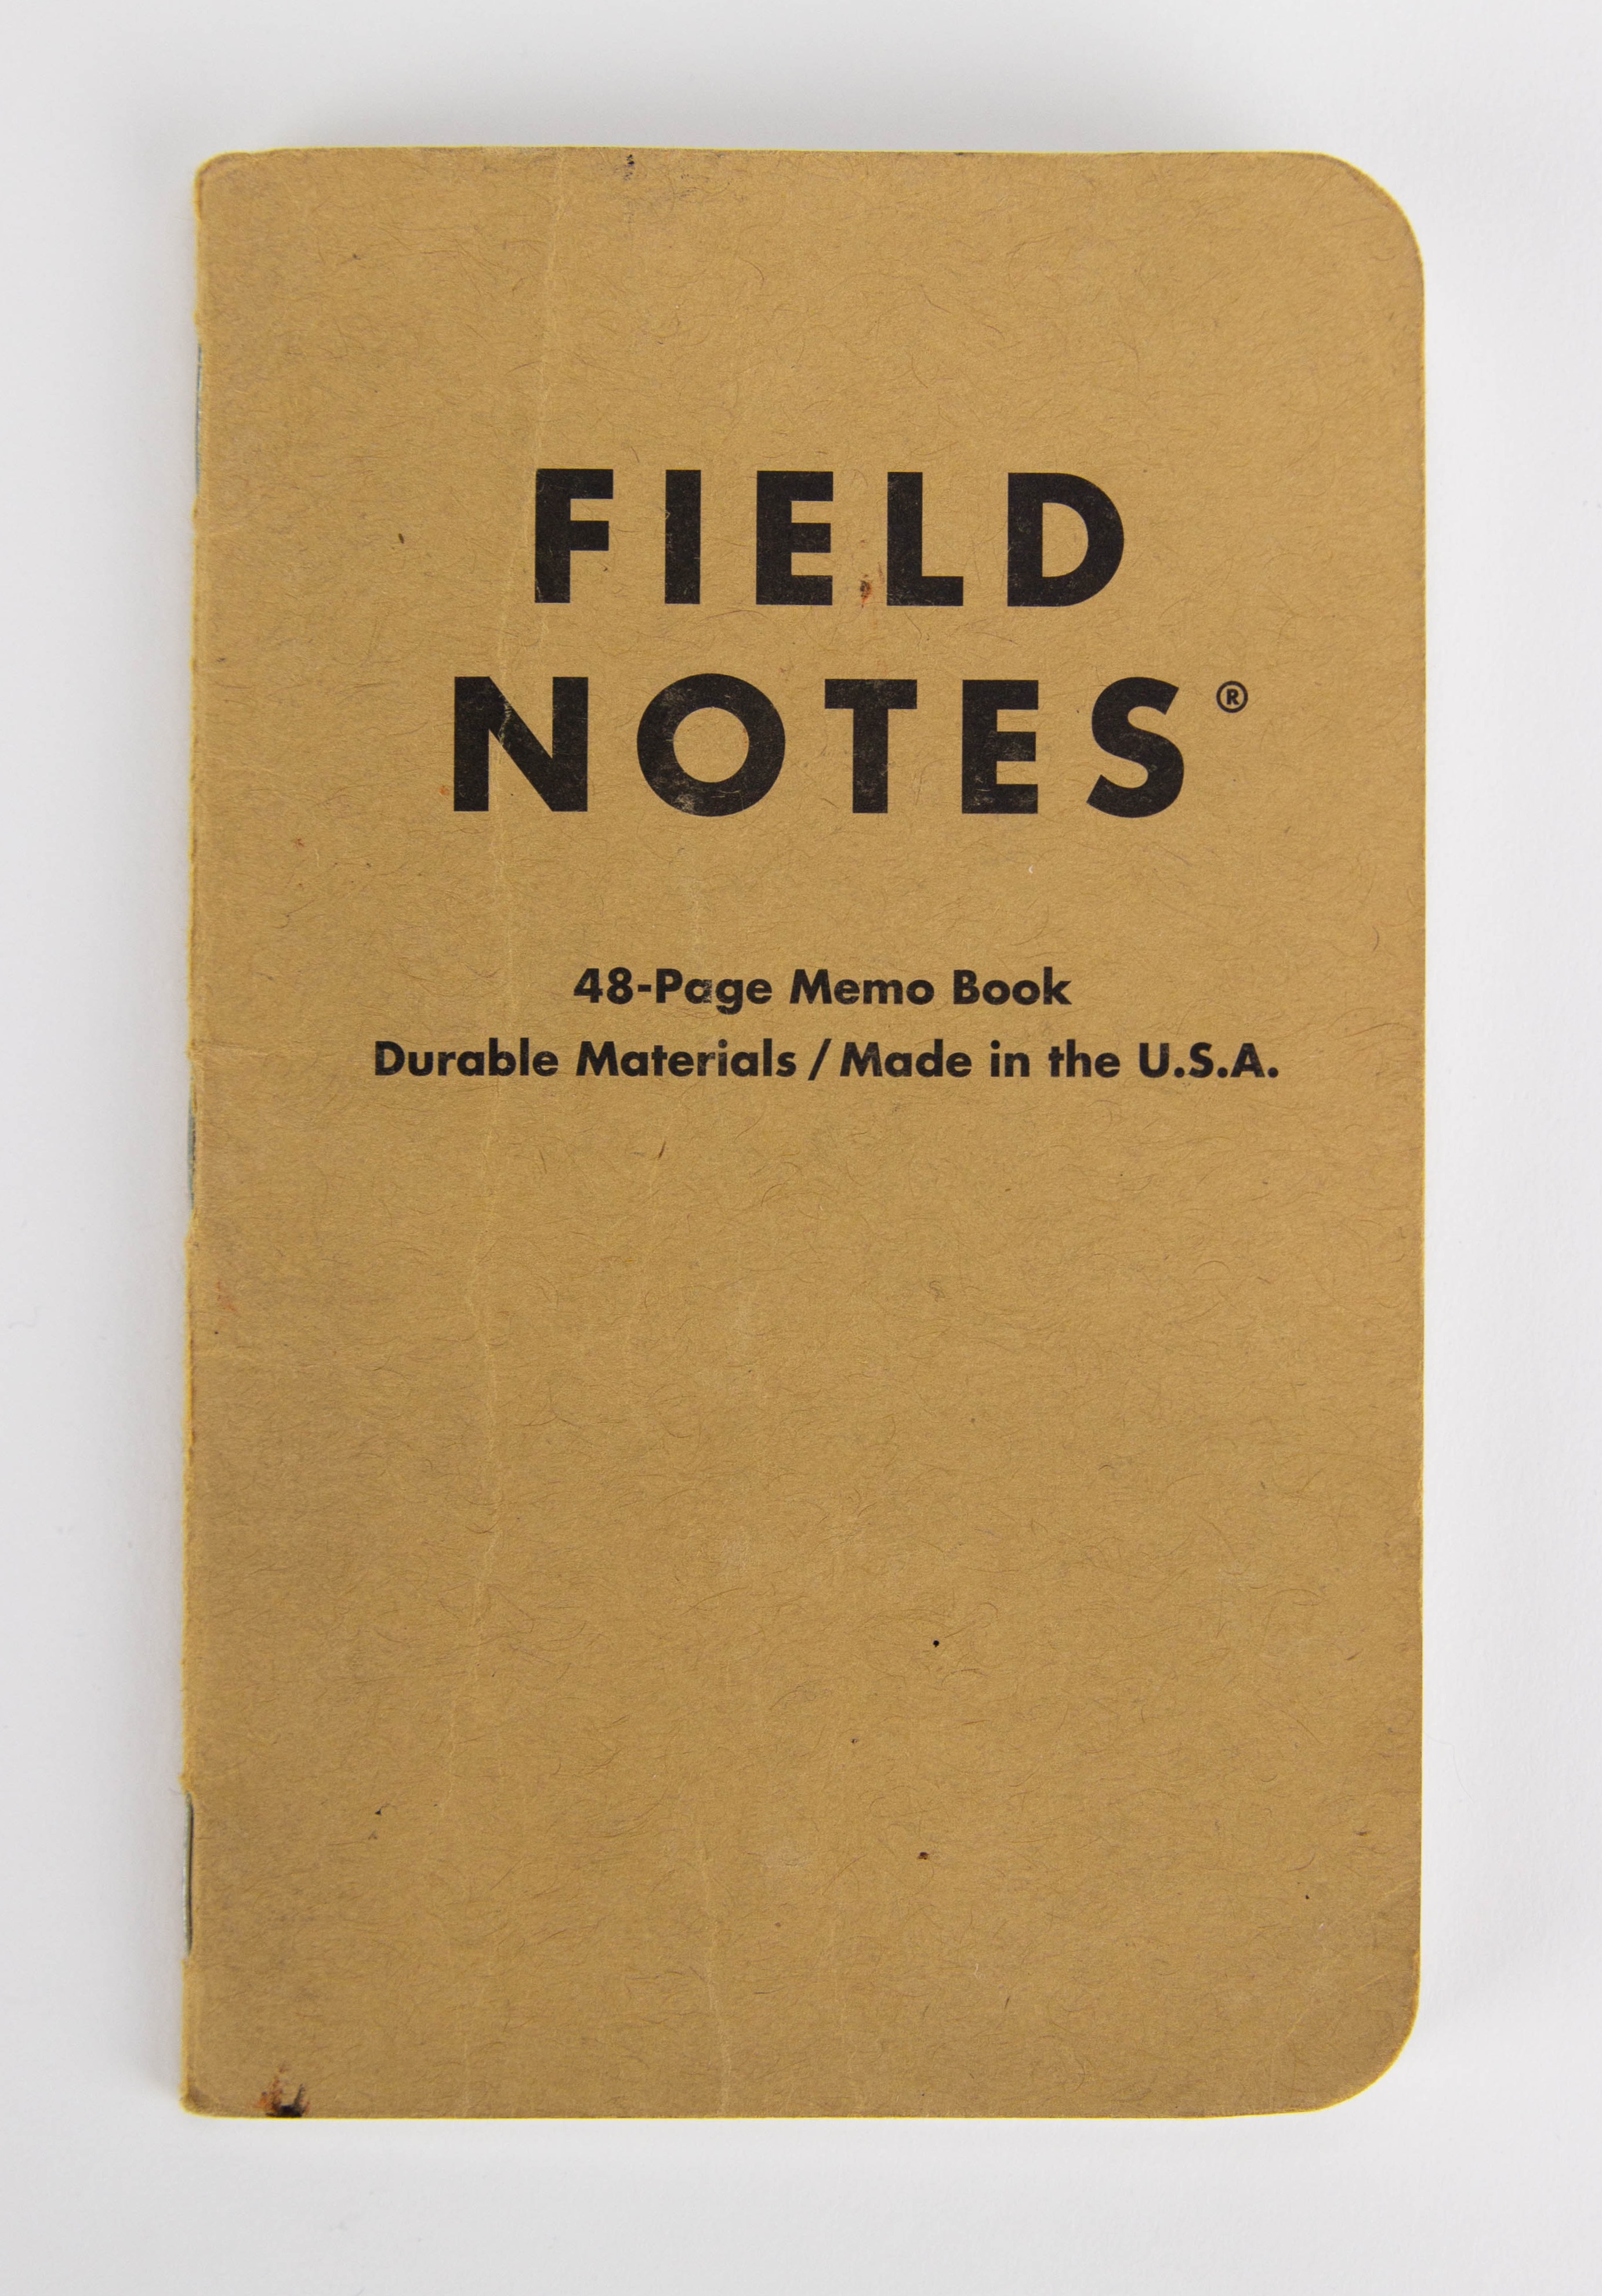 FIELD
NOTES®
48-Page Memo Book
Durable Materials / Made in the U.S.A.